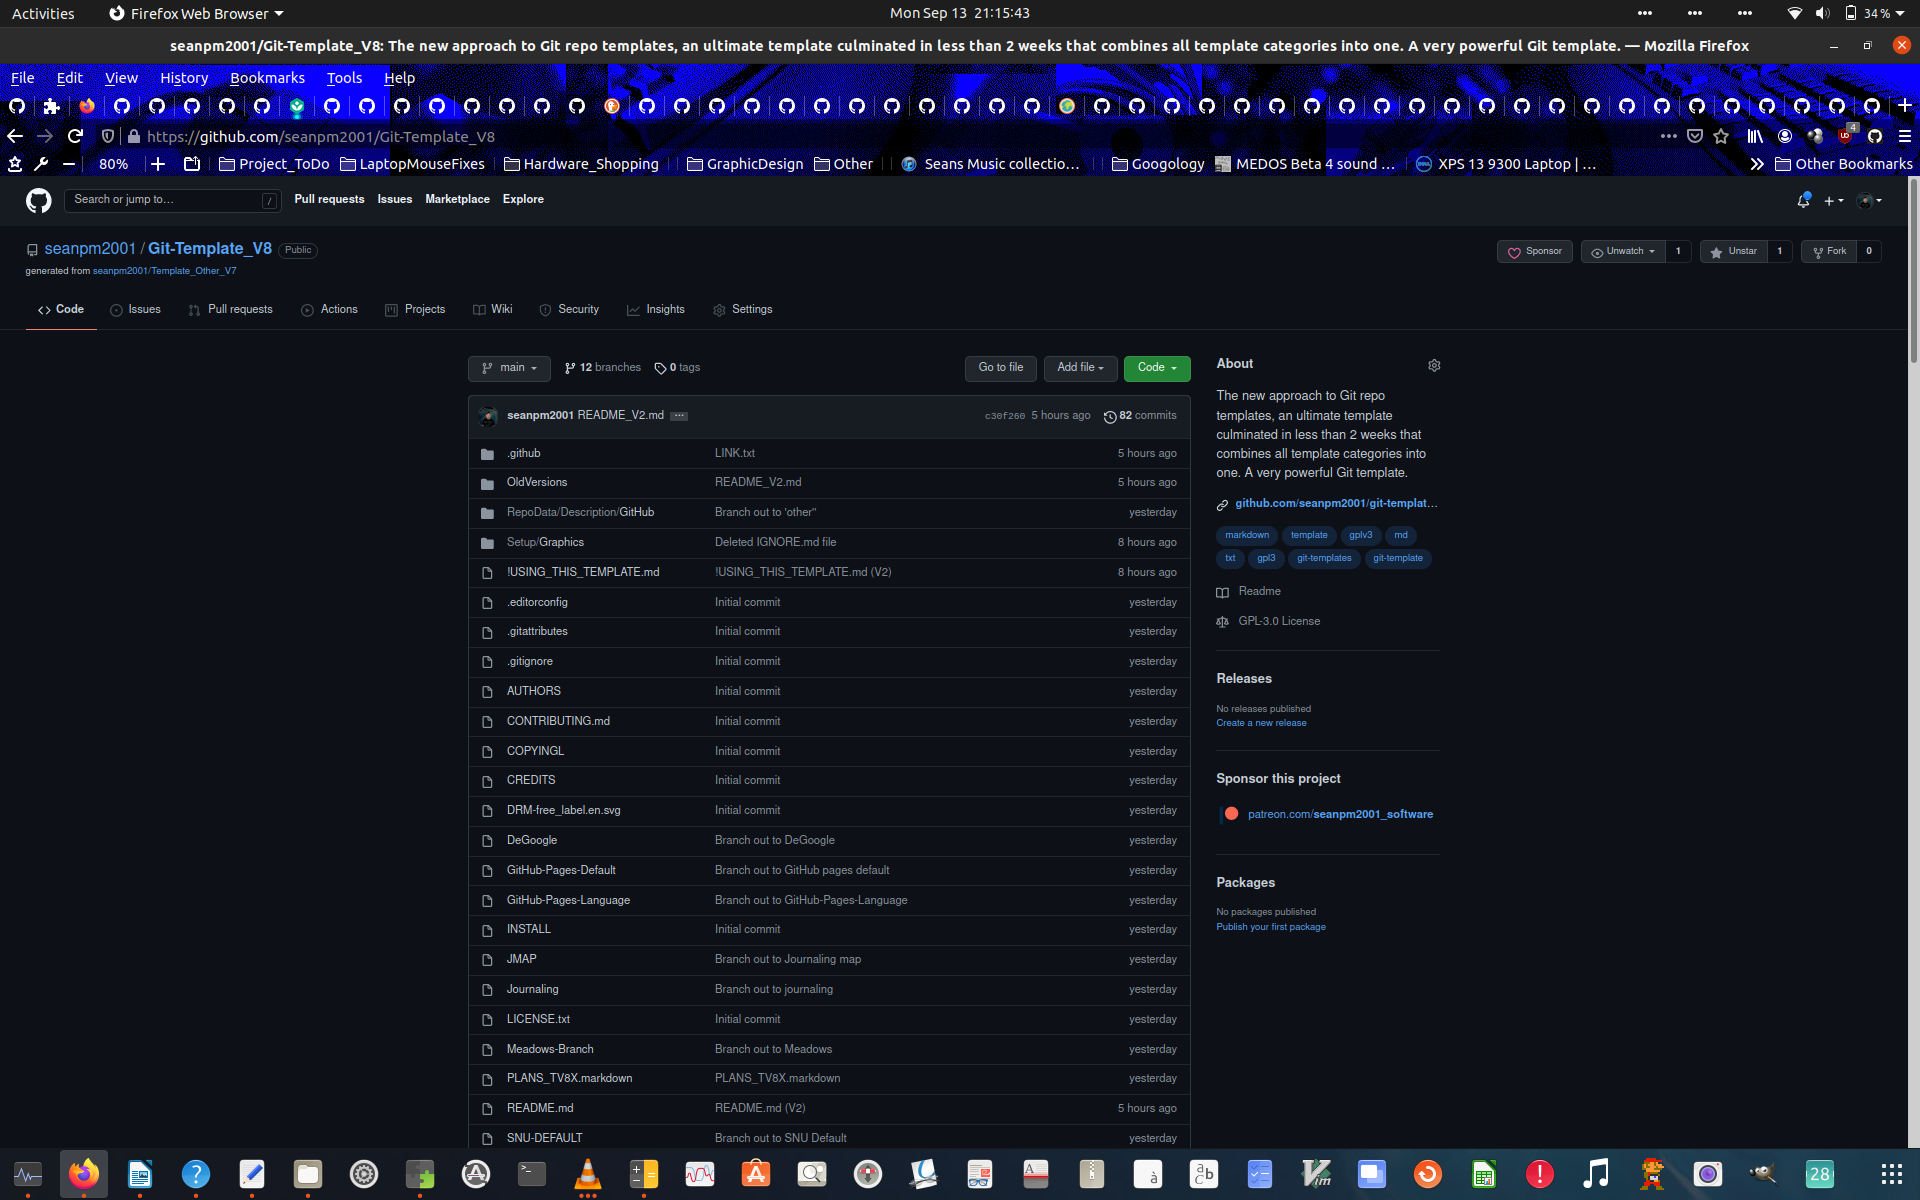 Activities Firefox Web Browser Mon Sep 13 21:15:43 34 %
seanpm2001/Git-Template_V8: The new approach to Git repo templates, an ultimate template culminated in less than 2 weeks that combines all template categories into one. A very powerful Git template. — Mozilla Firefox
File Edit View History Bookmarks Tools Help
https://github.com/seanpm2001/Git-Template_V8 4
80% Project_ToDo LaptopMouseFixes Hardware_Shopping GraphicDesign Other Seans Music collectio… Googology MEDOS Beta 4 sound … XPS 13 9300 Laptop | … Other Bookmarks
Search or jump to… / Pull requests Issues Marketplace Explore
seanpm2001 / Git-Template_V8 Public Sponsor Unwatch 1 Unstar 1 Fork 0
generated from seanpm2001/Template_Other_V7
Code Issues Pull requests Actions Projects Wiki Security Insights Settings
main 12 branches 0 tags Go to file Add file Code
seanpm2001 README_V2.md ... c30f260 5 hours ago 82 commits
.github LINK.txt 5 hours ago
OldVersions README_V2.md 5 hours ago
RepoData/Description/GitHub Branch out to 'other" yesterday
Setup/Graphics Deleted IGNORE.md file 8 hours ago
!USING_THIS_TEMPLATE.md !USING_THIS_TEMPLATE.md (V2) 8 hours ago
.editorconfig Initial commit yesterday
.gitattributes Initial commit yesterday
.gitignore Initial commit yesterday
AUTHORS Initial commit yesterday
CONTRIBUTING.md Initial commit yesterday
COPYINGL Initial commit yesterday
CREDITS Initial commit yesterday
DRM-free_label.en.svg Initial commit yesterday
DeGoogle Branch out to DeGoogle yesterday
GitHub-Pages-Default Branch out to GitHub pages default yesterday
GitHub-Pages-Language Branch out to GitHub-Pages-Language yesterday
INSTALL Initial commit yesterday
JMAP Branch out to Journaling map yesterday
Journaling Branch out to journaling yesterday
LICENSE.txt Initial commit yesterday
Meadows-Branch Branch out to Meadows yesterday
PLANS_TV8X.markdown PLANS_TV8X.markdown yesterday
README.md README.md (V2) 5 hours ago
SNU-DEFAULT Branch out to SNU Default yesterday
About
The new approach to Git repo
templates, an ultimate template
culminated in less than 2 weeks that
combines all template categories into
one. A very powerful Git template.
github.com/seanpm2001/git-templat…
markdown template gplv3 md
txt gpl3 git-templates git-template
Readme
GPL-3.0 License
Releases
No releases published
Create a new release
Sponsor this project
patreon.com/seanpm2001_software
Packages
No packages published
Publish your first package
28